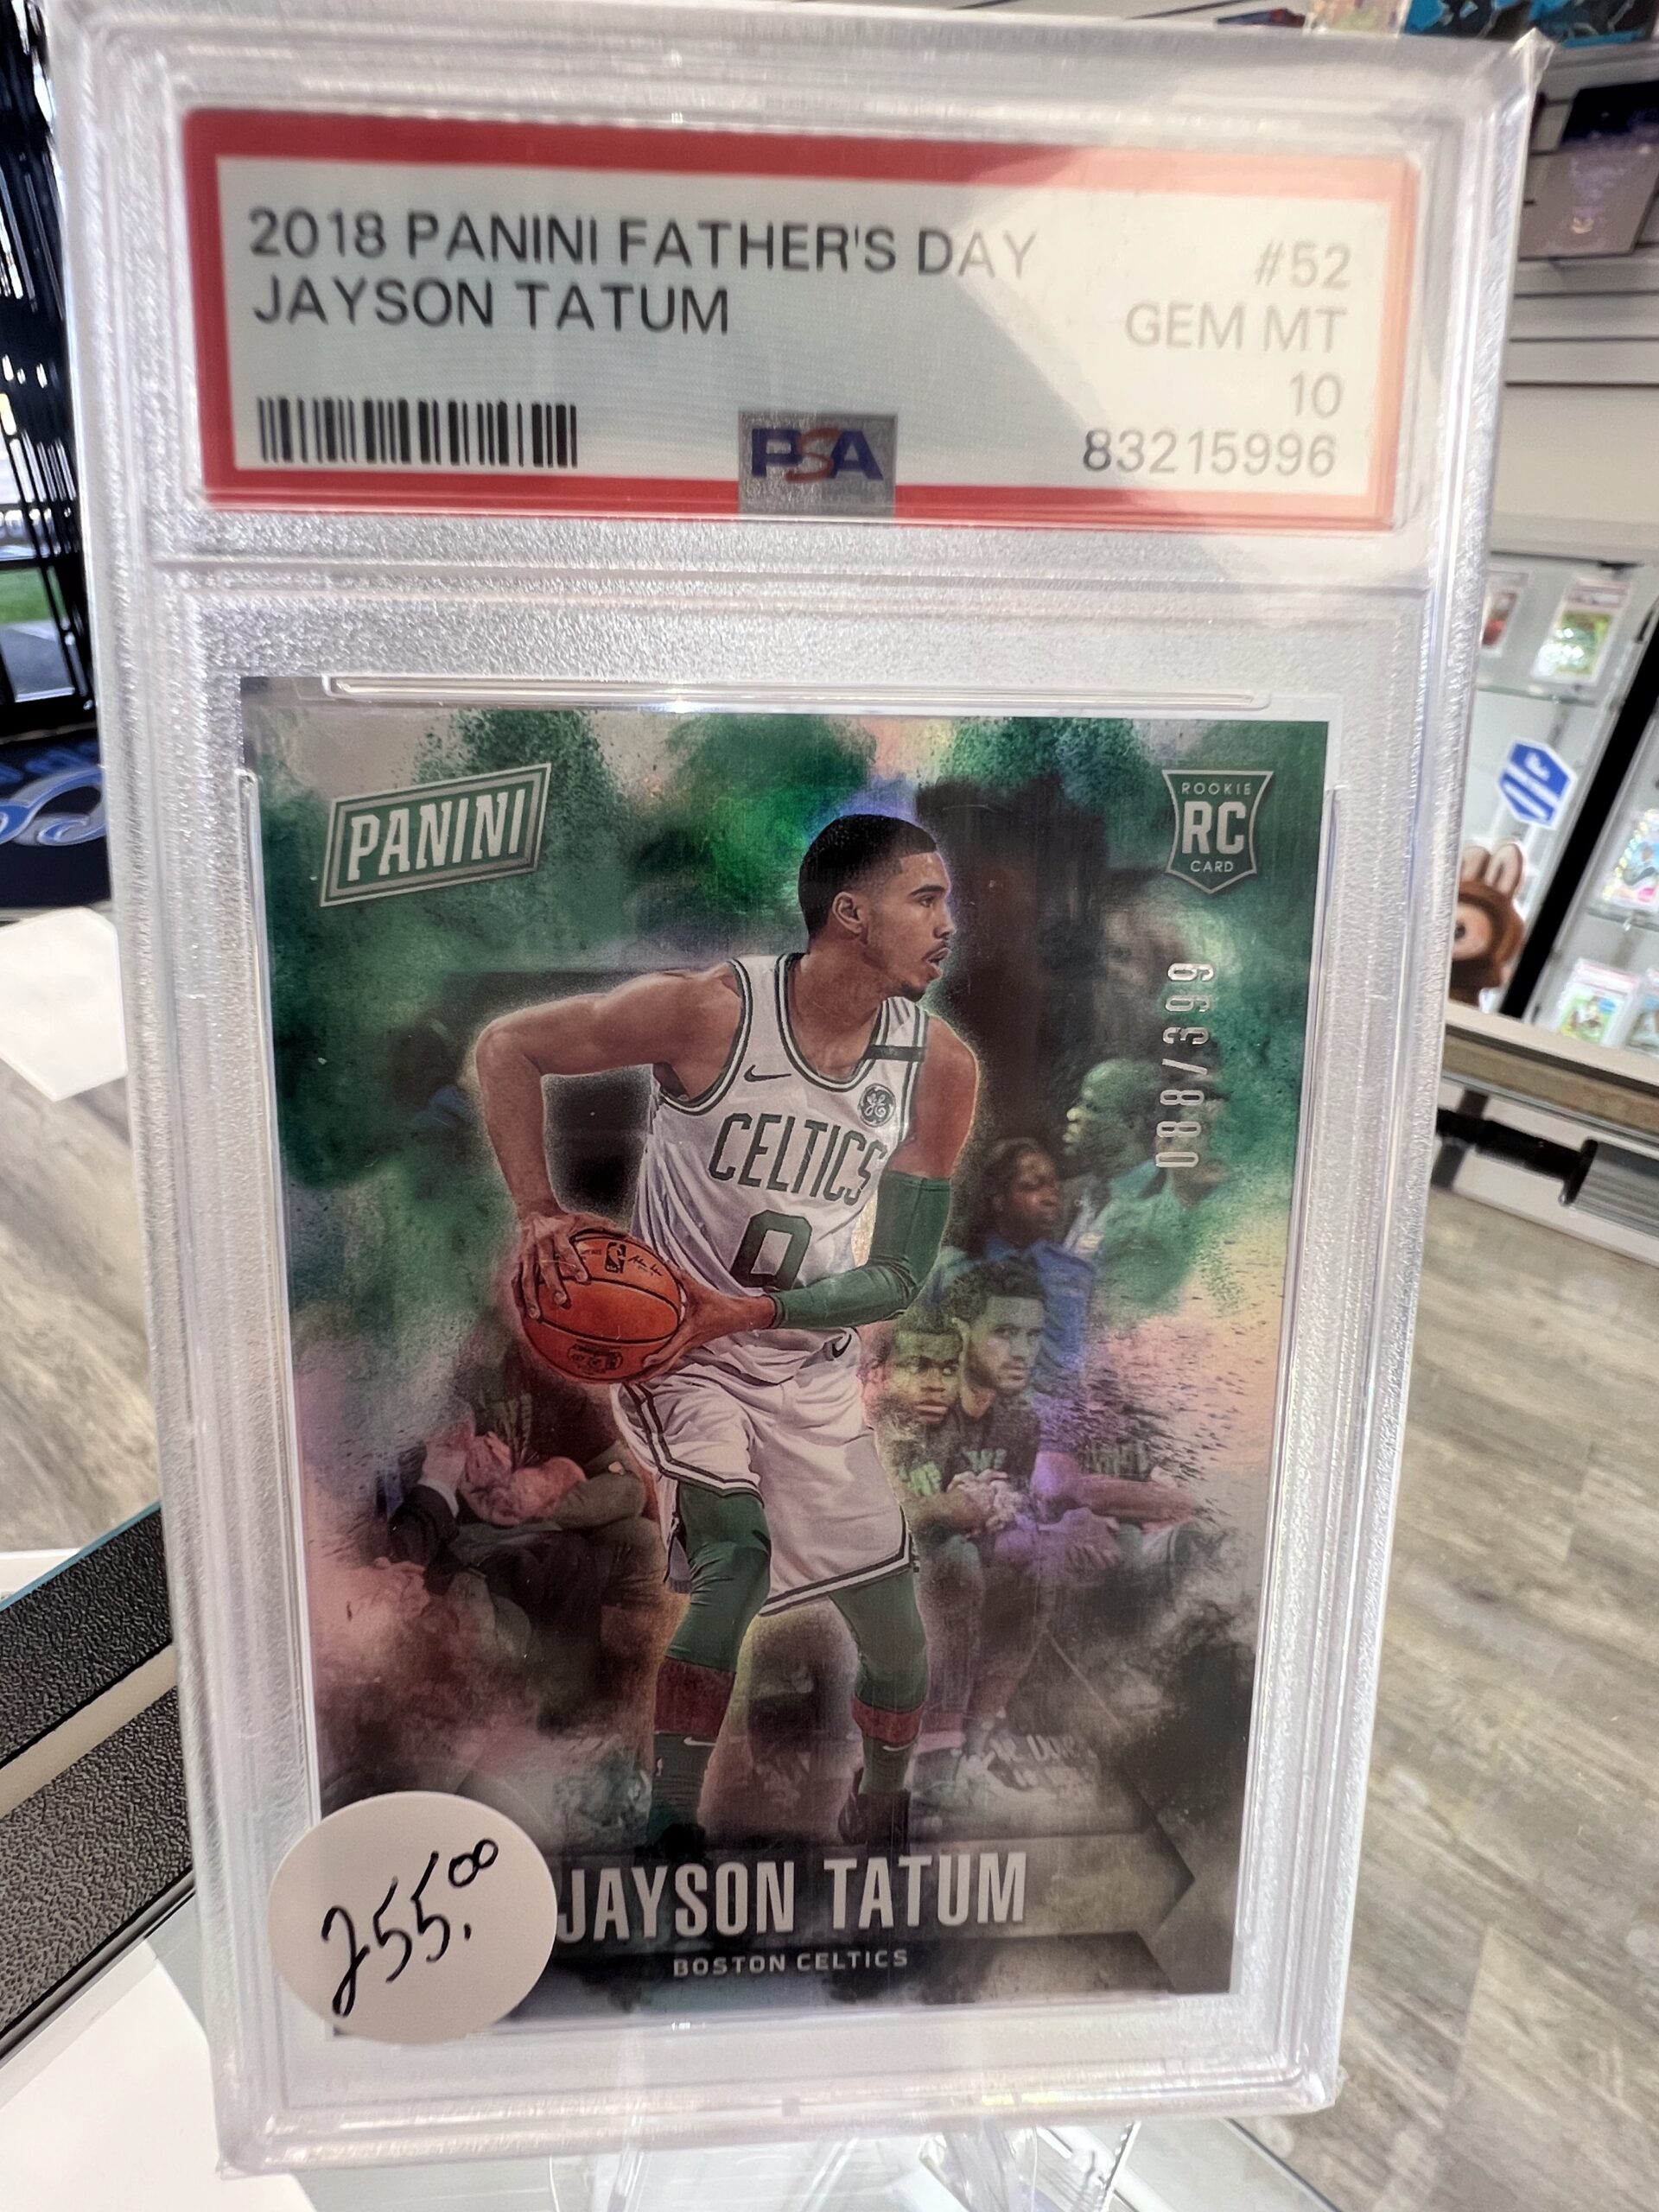 2018 PANINI FATHER'S DAY #52
JAYSON TATUM GEM MT
10
PSA 83215996
PANINI
ROOKIE
RC
CARD
088/399
CELTICS
0
JAYSON TATUM
BOSTON CELTICS
255.00